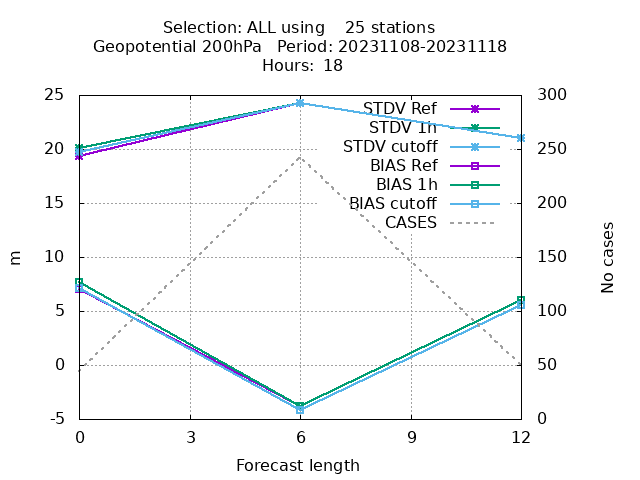 Selection: ALL using    25 stations
Geopotential 200hPa   Period: 20231108-20231118
Hours: 18
25
20
15
10
5
0
-5
m
STDV Ref
STDV 1h
STDV cutoff
BIAS Ref
BIAS 1h
BIAS cutoff
CASES
300
250
200
150
100
50
0
No cases
0 3 6 9 12
Forecast length